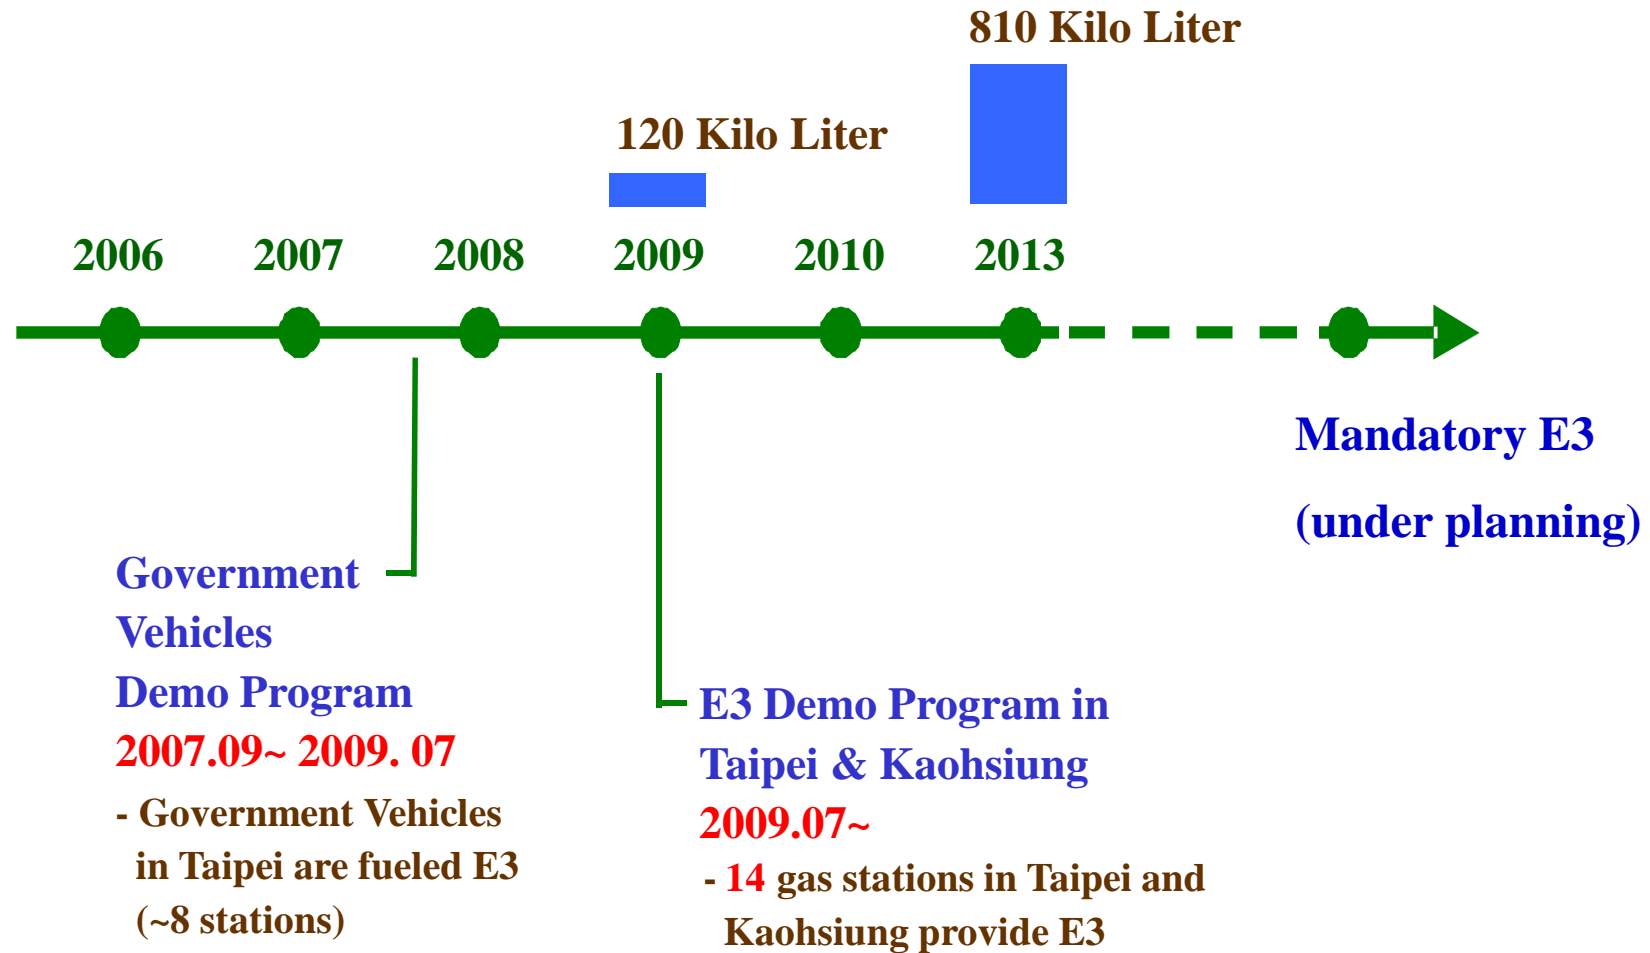 810 Kilo Liter
120 Kilo Liter
2006 2007 2008 2009 2010 2013
Mandatory E3
(under planning)
Government
Vehicles
Demo Program
2007.09~ 2009. 07
- Government Vehicles
in Taipei are fueled E3
(~8 stations)
E3 Demo Program in
Taipei & Kaohsiung
2009.07~
- 14 gas stations in Taipei and
Kaohsiung provide E3